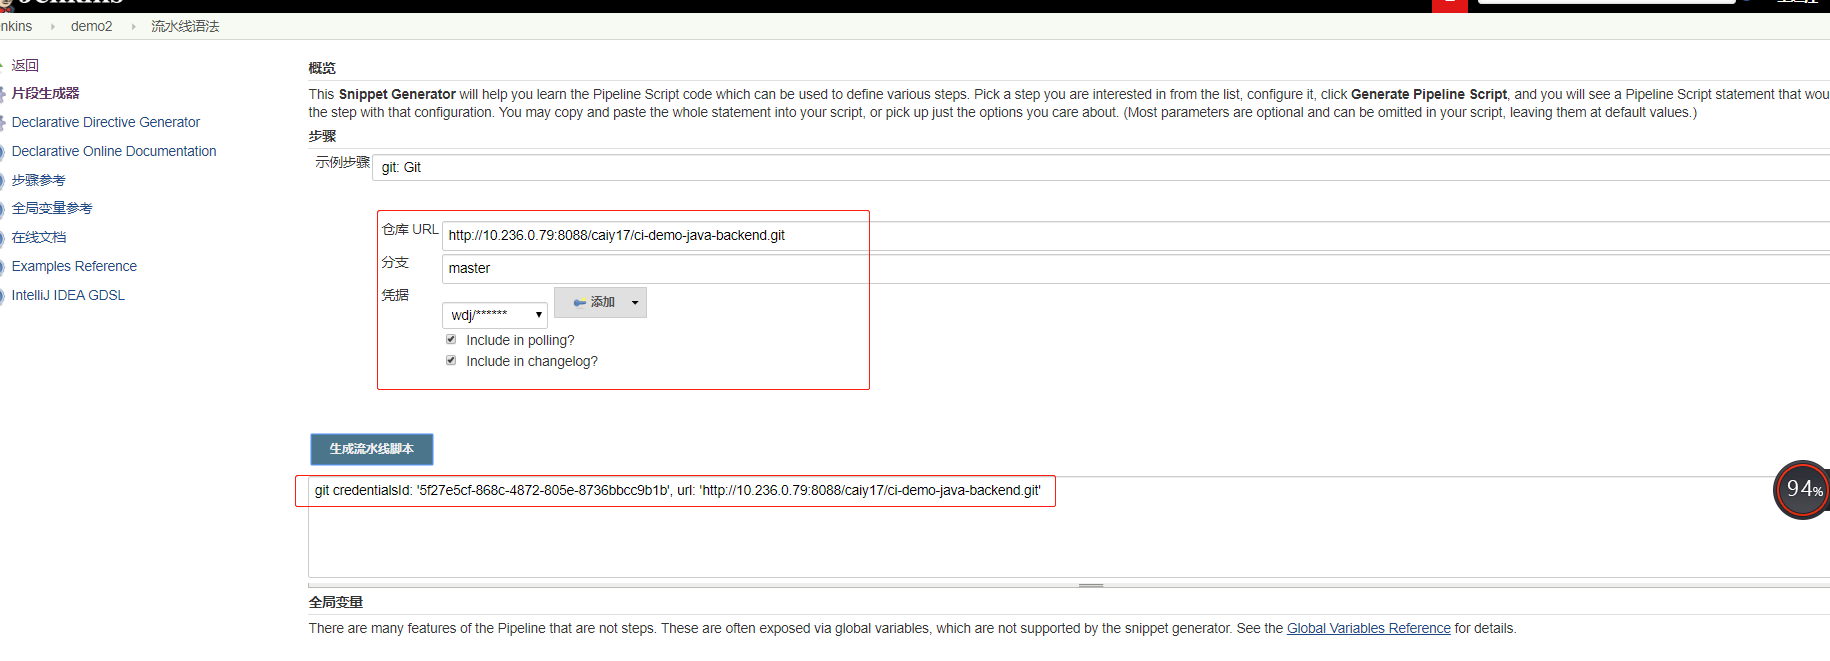 Jenkins
nkins
demo2
流水线语法
返回
片段生成器
Declarative Directive Generator
Declarative Online Documentation
步骤参考
全局变量参考
在线文档
Examples Reference
IntelliJ IDEA GDSL
概览
This Snippet Generator will help you learn the Pipeline Script code which can be used to define various steps. Pick a step you are interested in from the list, configure it, click Generate Pipeline Script, and you will see a Pipeline Script statement that wou
the step with that configuration. You may copy and paste the whole statement into your script, or pick up just the options you care about. (Most parameters are optional and can be omitted in your script, leaving them at default values.)
步骤
示例步骤
git: Git
仓库 URL
http://10.236.0.79:8088/caiy17/ci-demo-java-backend.git
分支
master
凭据
wdj/******
添加
Include in polling?
Include in changelog?
生成流水线脚本
git credentialsId: '5f27e5cf-868c-4872-805e-8736bbcc9b1b', url: 'http://10.236.0.79:8088/caiy17/ci-demo-java-backend.git'
94%
全局变量
There are many features of the Pipeline that are not steps. These are often exposed via global variables, which are not supported by the snippet generator. See the Global Variables Reference for details.